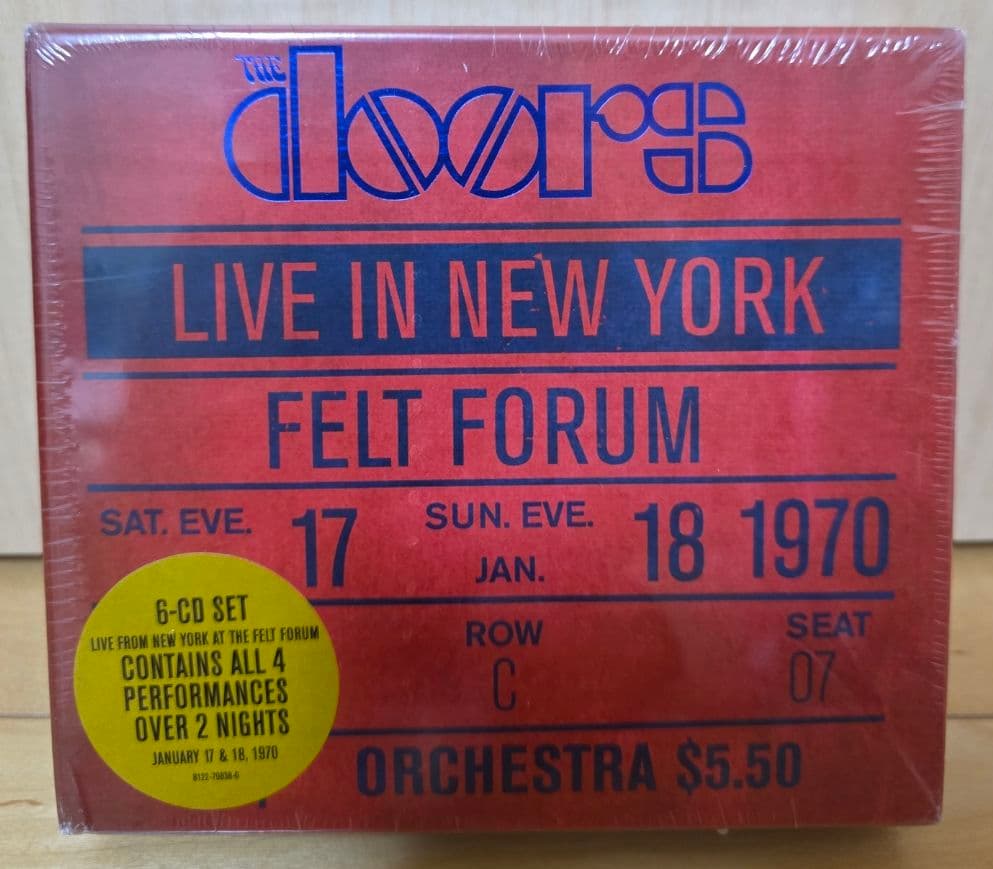 THE
doors
LIVE IN NEW YORK
FELT FORUM
SAT. EVE. 17 SUN. EVE. JAN. 18 1970
ROW SEAT
C 07
ORCHESTRA $5.50
6-CD SET
LIVE FROM NEW YORK AT THE FELT FORUM
CONTAINS ALL 4
PERFORMANCES
OVER 2 NIGHTS
JANUARY 17 & 18, 1970